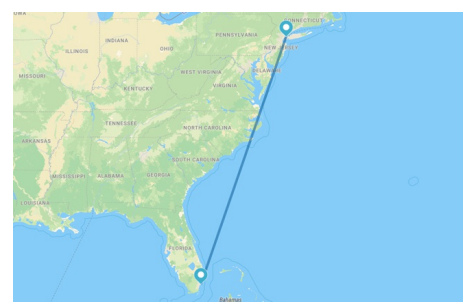 IOWA
CONNECTICUT
PENNSYLVANIA
OHIO
INDIANA
ILLINOIS
NEW JERSEY
MISSOURI
WEST VIRGINIA
DELAWARE
KENTUCKY
VIRGINIA
TENNESSEE
NORTH CAROLINA
ARKANSAS
SOUTH CAROLINA
MISSISSIPPI
ALABAMA
GEORGIA
LOUISIANA
FLORIDA
Bahamas